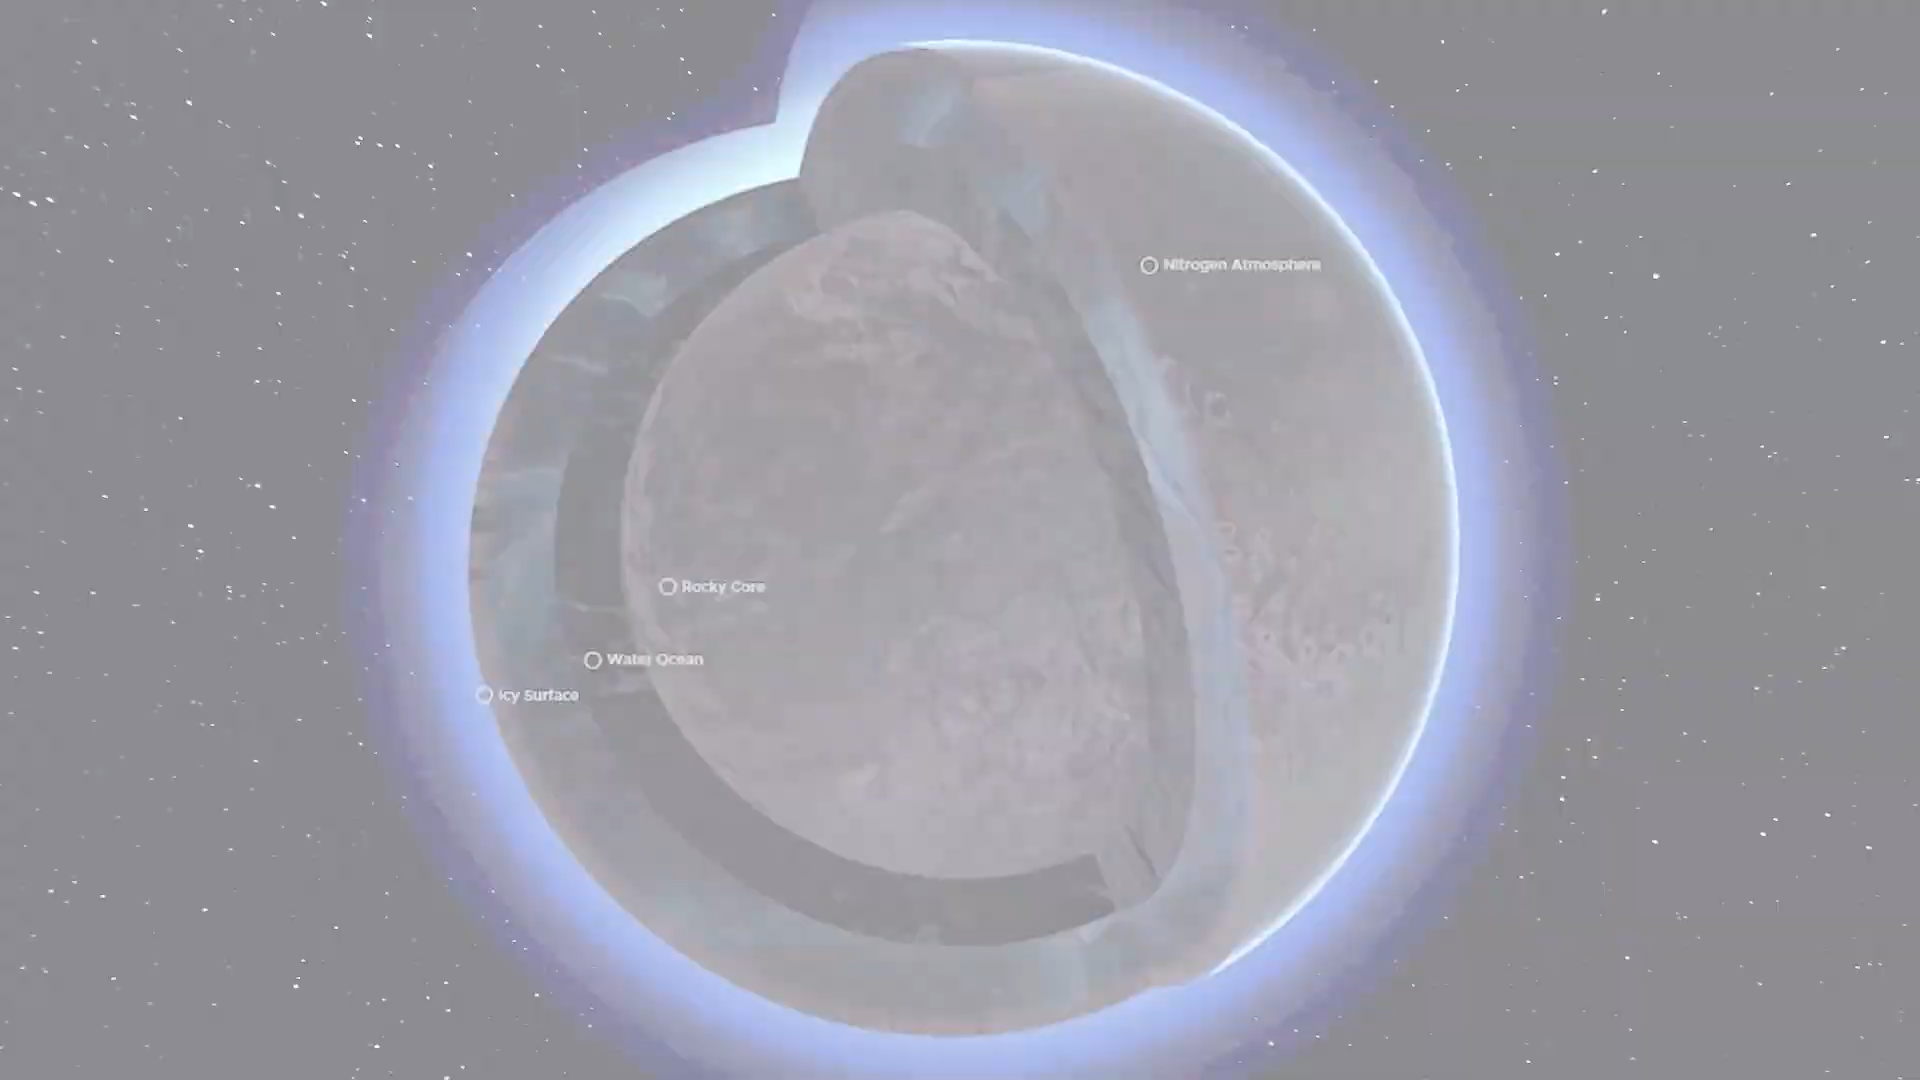 Nitrogen Atmosphere
Rocky Core
Water Ocean
Icy Surface